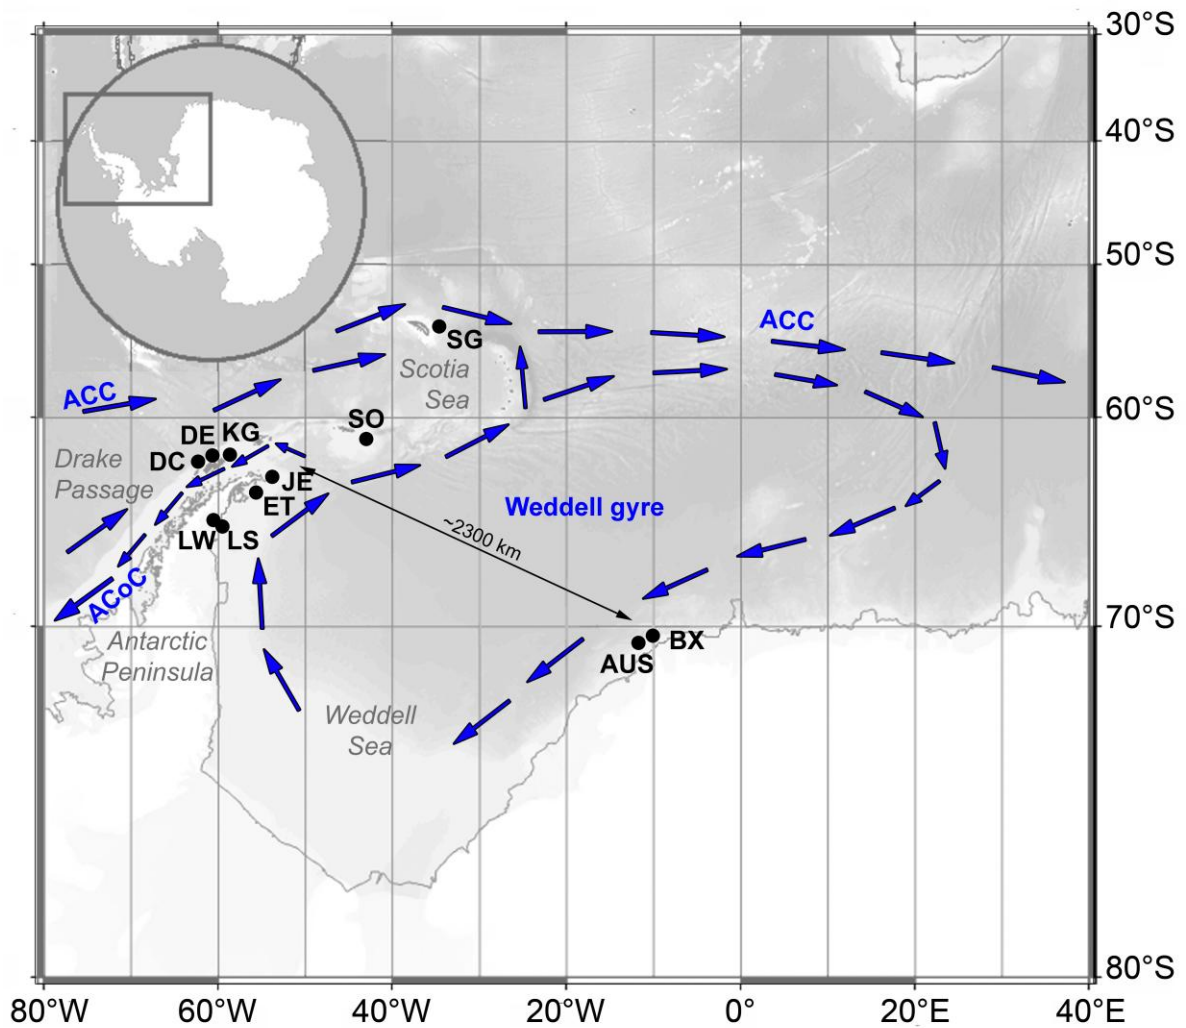 30°S
40°S
50°S
ACC
SG
Scotia
Sea
ACC
SO
60°S
DE KG
DC
Drake
Passage
JE
ET
Weddell gyre
~2300 km
LW LS
ACoC
70°S
Antarctic
Peninsula
BX
AUS
Weddell
Sea
80°S
80°W 60°W 40°W 20°W 0° 20°E 40°E